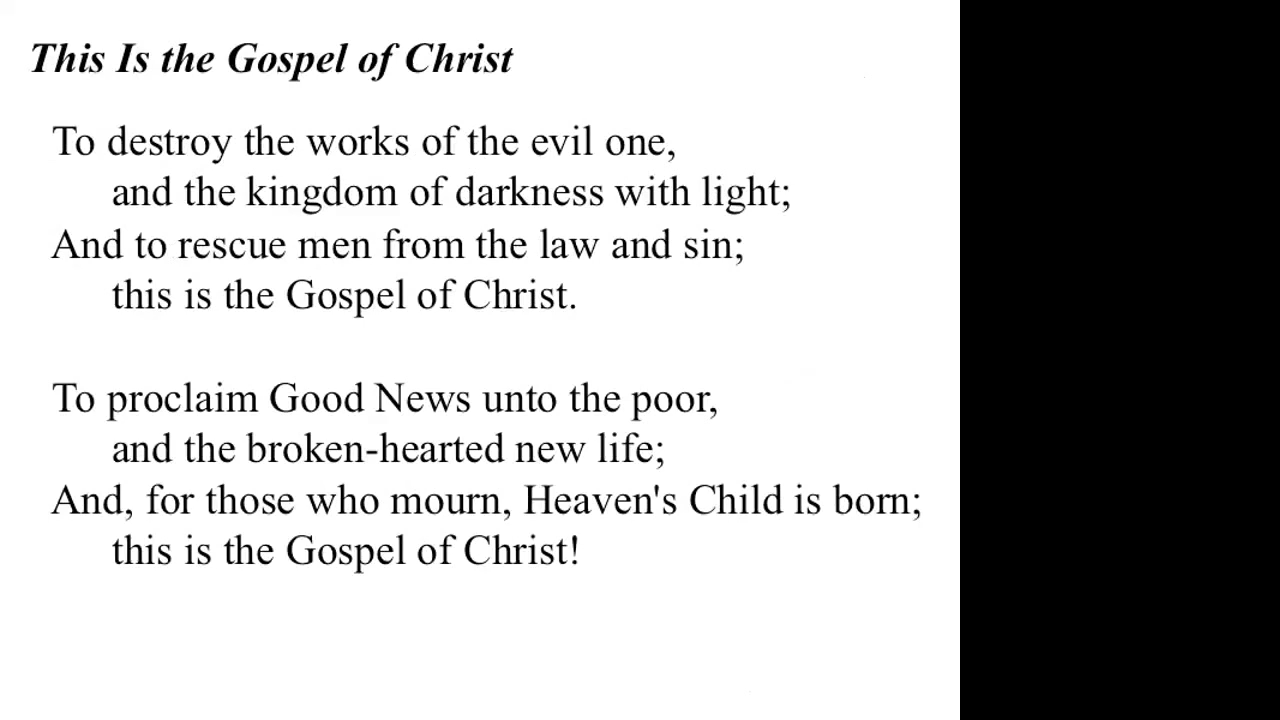 This Is the Gospel of Christ
To destroy the works of the evil one,
and the kingdom of darkness with light;
And to rescue men from the law and sin;
this is the Gospel of Christ.
To proclaim Good News unto the poor,
and the broken-hearted new life;
And, for those who mourn, Heaven's Child is born;
this is the Gospel of Christ!